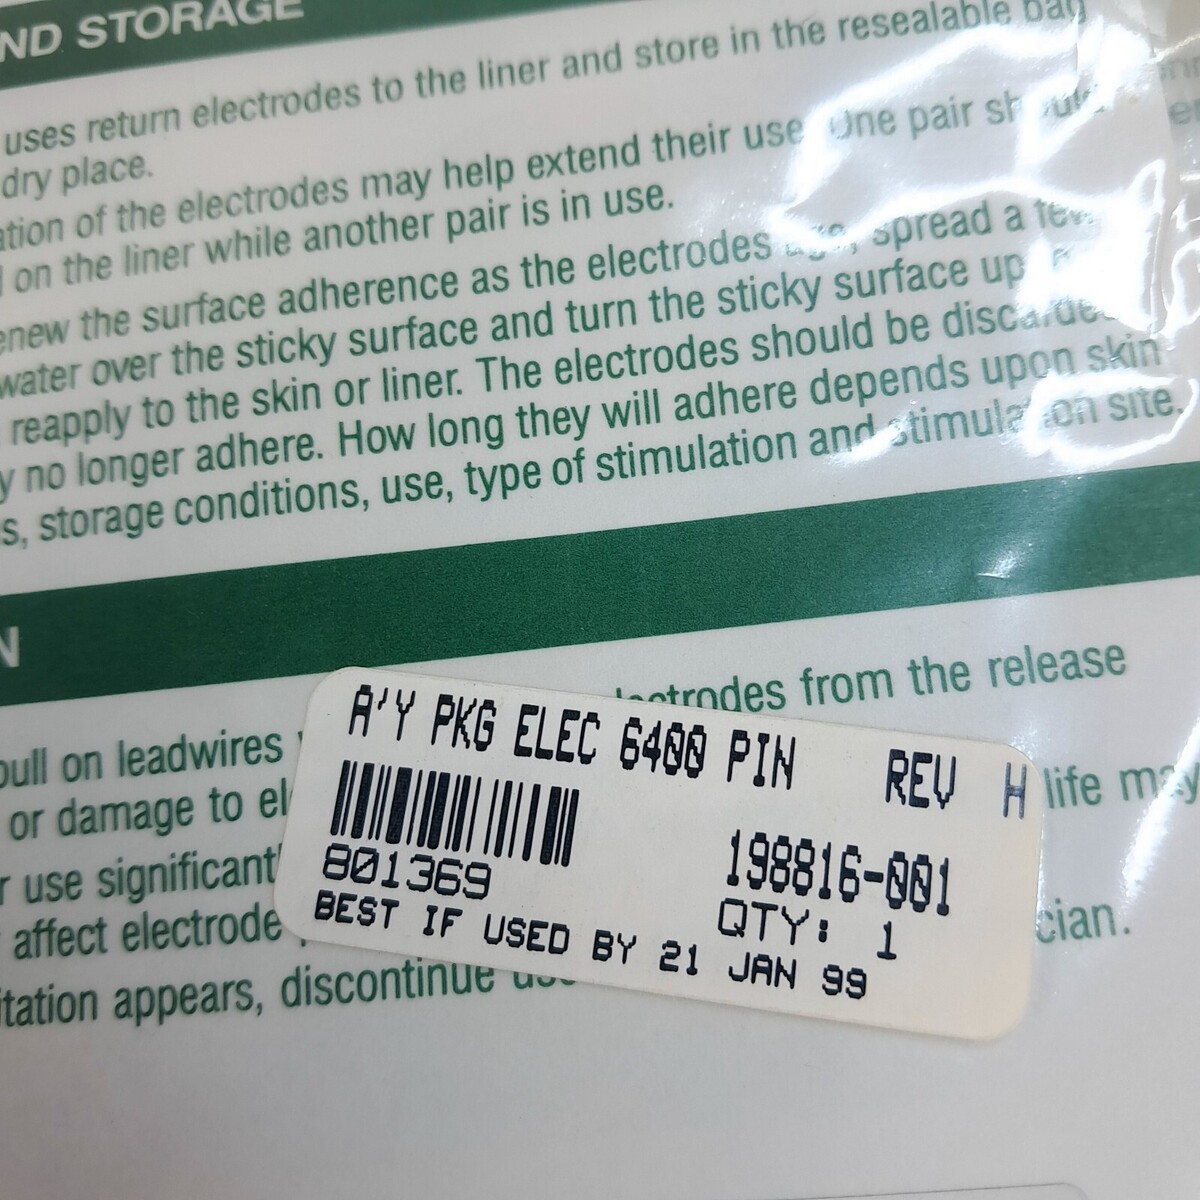 ND STORAGE
uses return electrodes to the liner and store in the resealable bag
dry place.
ation of the electrodes may help extend their use One pair should
on the liner while another pair is in use.
enew the surface adherence as the electrodes age, spread a few
water over the sticky surface and turn the sticky surface up
reapply to the skin or liner. The electrodes should be discarde
y no longer adhere. How long they will adhere depends upon skin
s, storage conditions, use, type of stimulation and stimulation site.
N
ectrodes from the release
pull on leadwires
or damage to el life may
r use significant
affect electrode cian.
itation appears, discontinue
A'Y PKG ELEC 6400 PIN REV H
801369 198816-001
QTY: 1
BEST IF USED BY 21 JAN 99